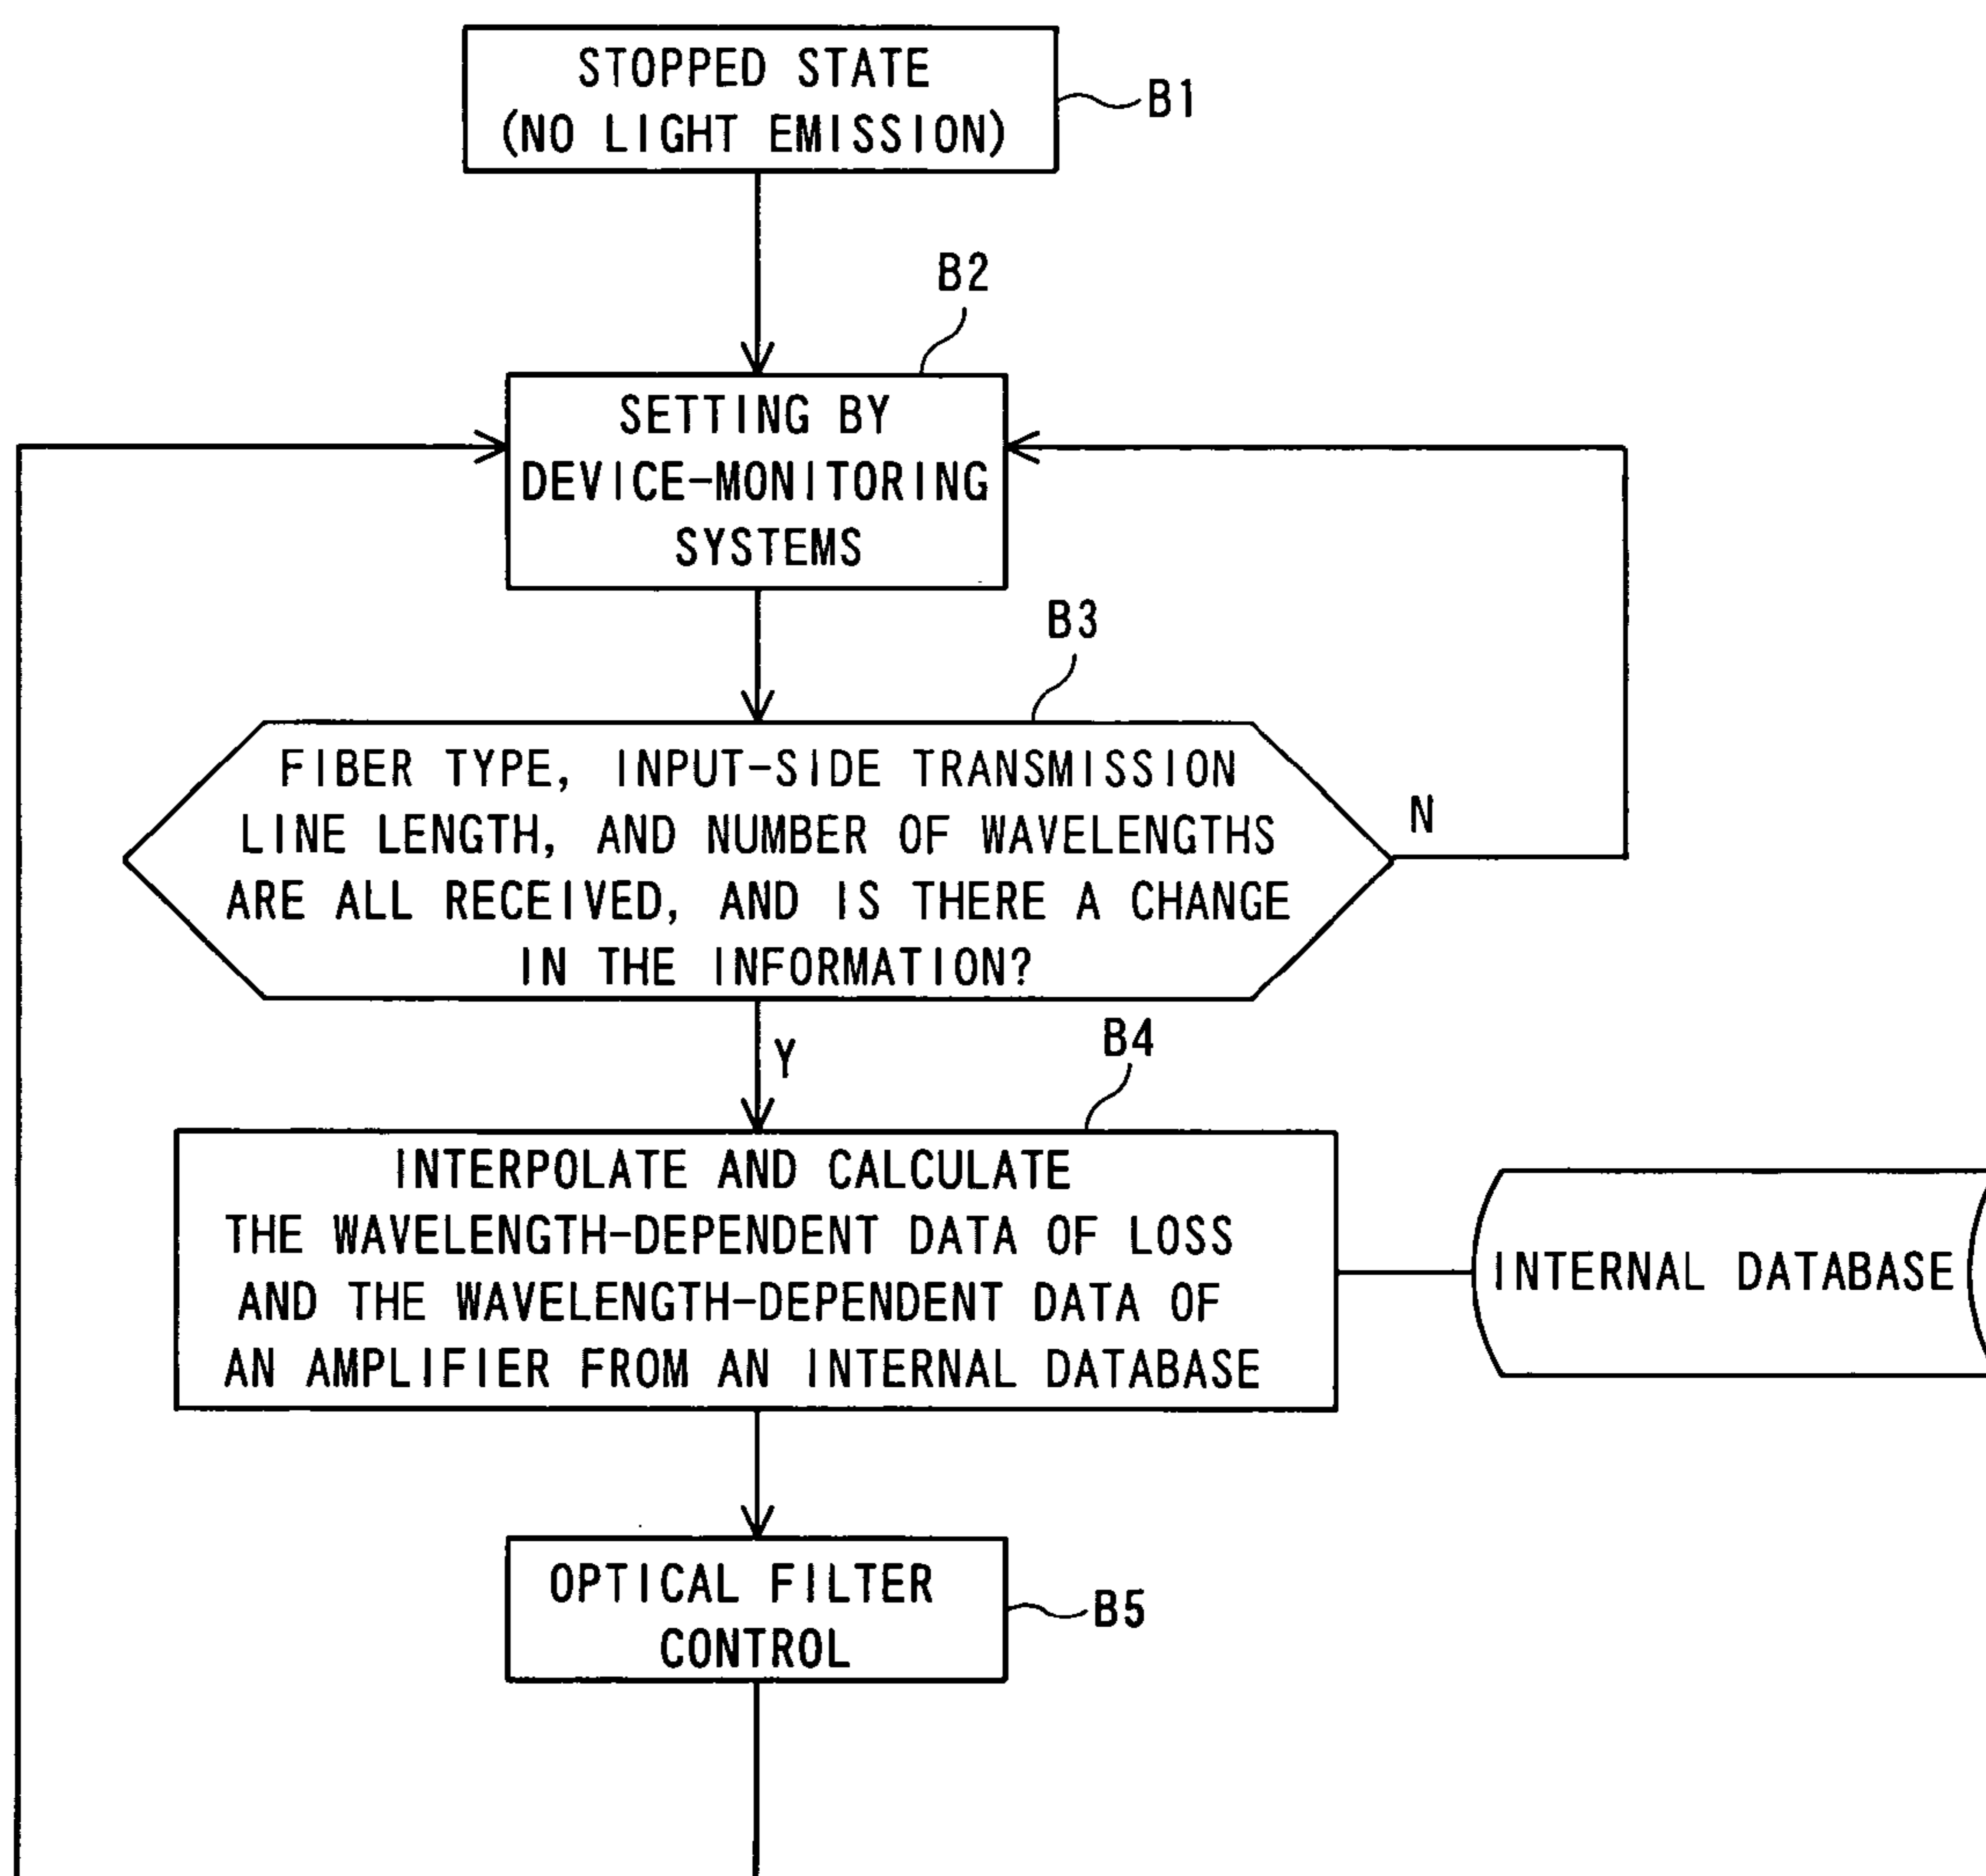 STOPPED STATE
(NO LIGHT EMISSION)
B1
B2
SETTING BY
DEVICE-MONITORING
SYSTEMS
B3
FIBER TYPE, INPUT-SIDE TRANSMISSION
LINE LENGTH, AND NUMBER OF WAVELENGTHS
ARE ALL RECEIVED, AND IS THERE A CHANGE
IN THE INFORMATION?
N
Y
B4
INTERPOLATE AND CALCULATE
THE WAVELENGTH-DEPENDENT DATA OF LOSS
AND THE WAVELENGTH-DEPENDENT DATA OF
AN AMPLIFIER FROM AN INTERNAL DATABASE
INTERNAL DATABASE
OPTICAL FILTER
CONTROL
B5